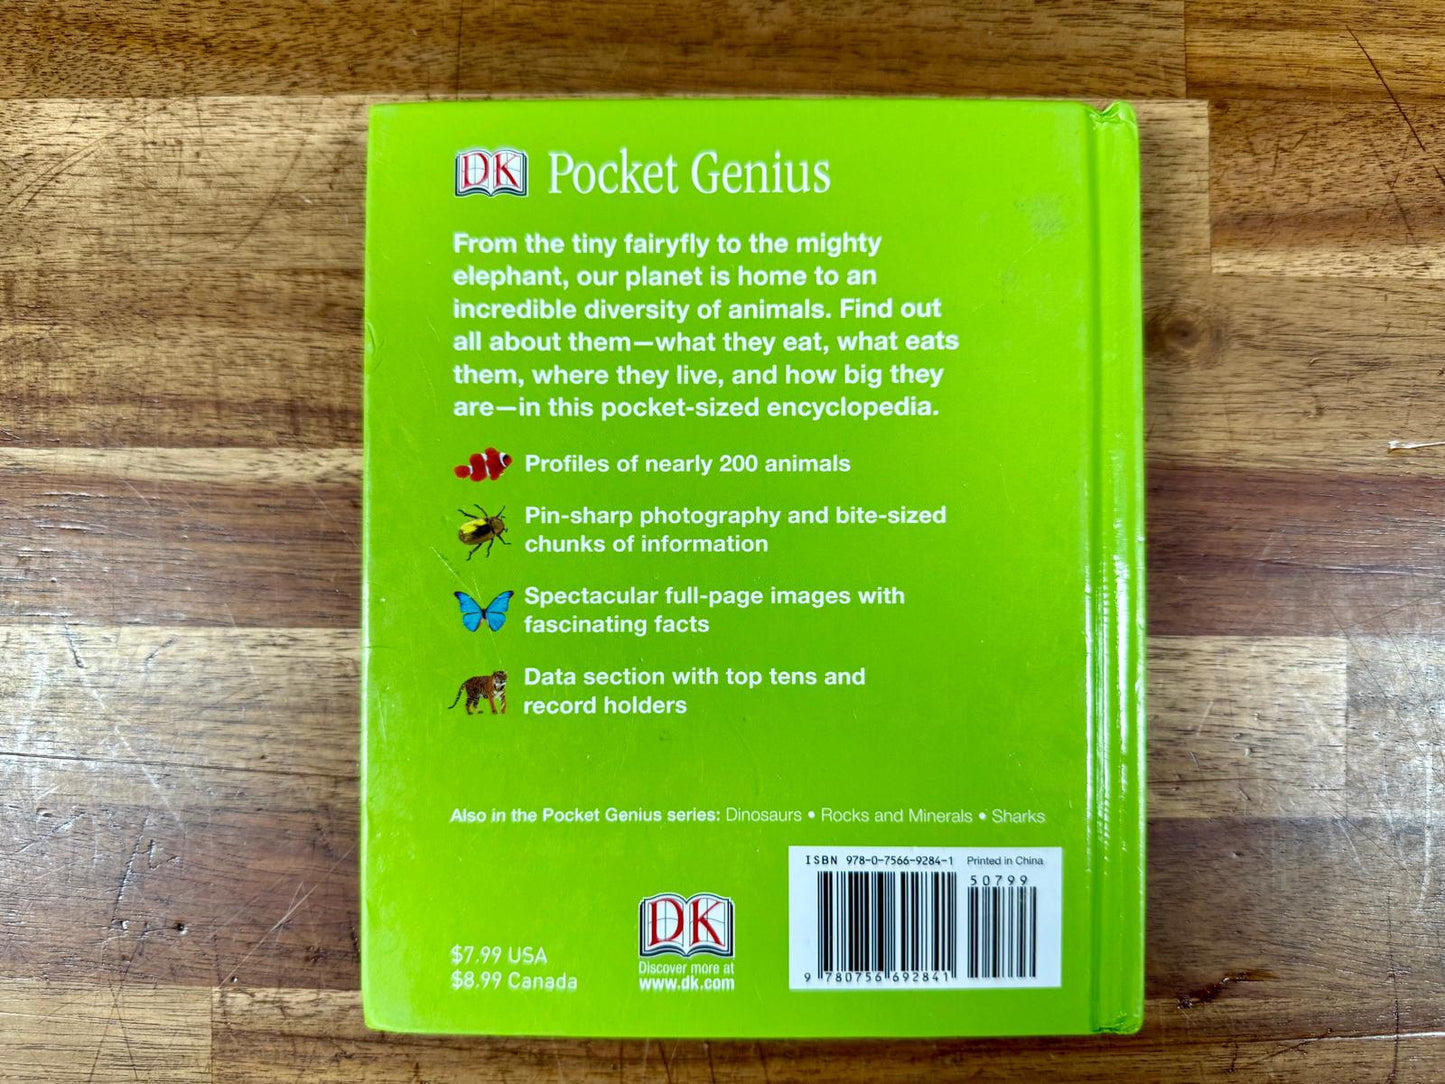 DK Pocket Genius
From the tiny fairyfly to the mighty
elephant, our planet is home to an
incredible diversity of animals. Find out
all about them—what they eat, what eats
them, where they live, and how big they
are—in this pocket-sized encyclopedia.
Profiles of nearly 200 animals
Pin-sharp photography and bite-sized
chunks of information
Spectacular full-page images with
fascinating facts
Data section with top tens and
record holders
Also in the Pocket Genius series: Dinosaurs • Rocks and Minerals • Sharks
ISBN 978-0-7566-9284-1 Printed in China
50799
9 780756 692841
DK
Discover more at
www.dk.com
$7.99 USA
$8.99 Canada